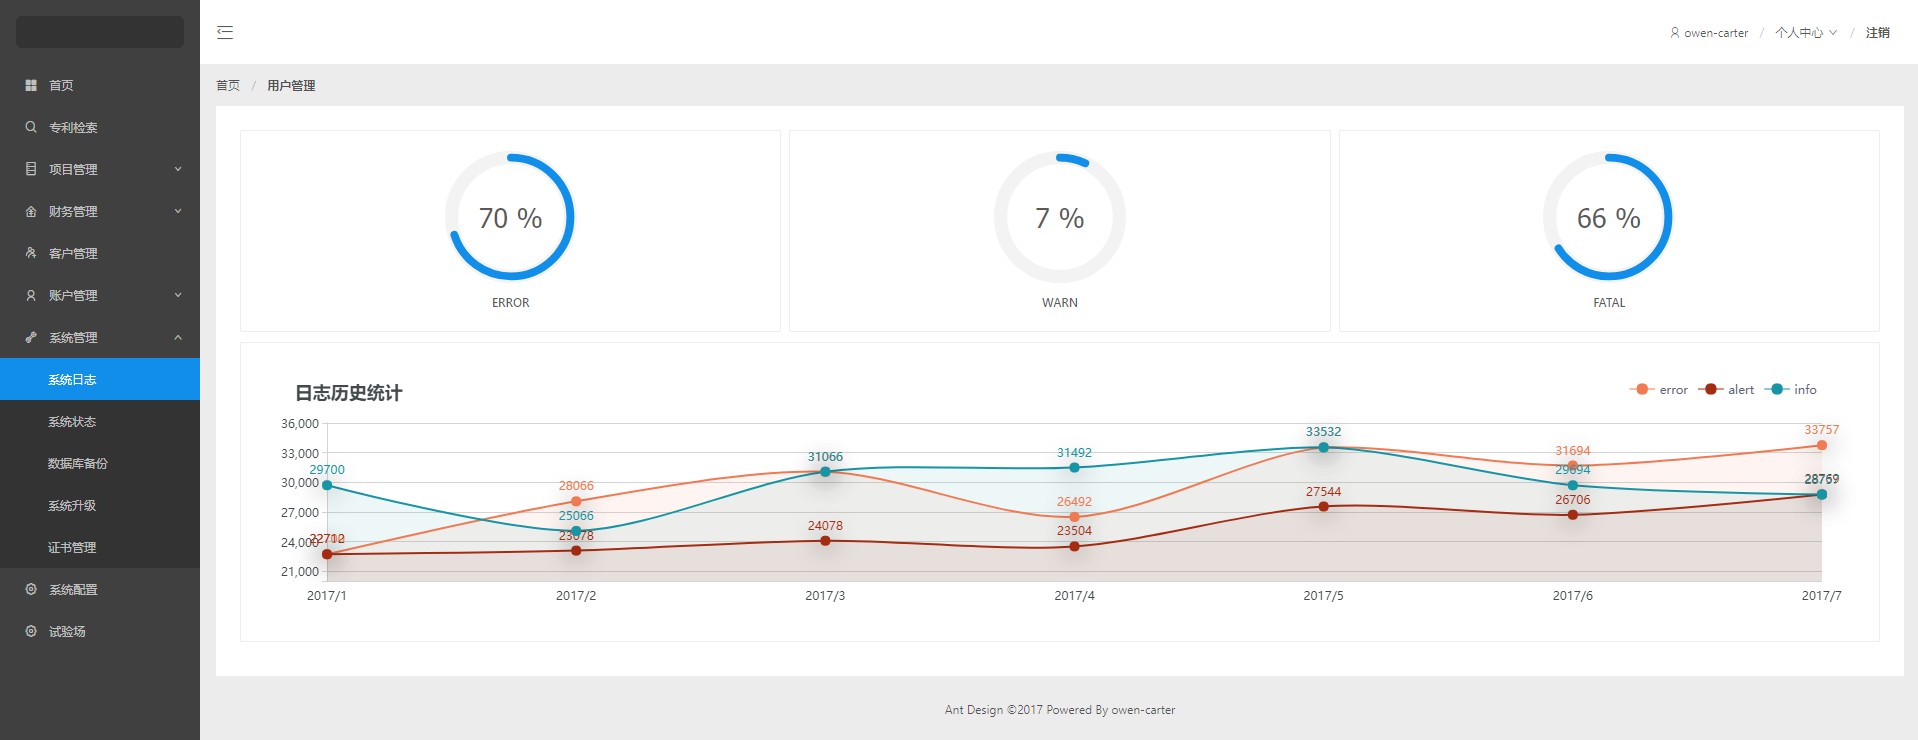 首页
专利检索
项目管理
财务管理
客户管理
账户管理
系统管理
系统日志
系统状态
数据库备份
系统升级
证书管理
系统配置
试验场
owen-carter / 个人中心 / 注销
首页 / 用户管理
70 %
ERROR
7 %
WARN
66 %
FATAL
日志历史统计
error alert info
36,000
33,000
30,000
27,000
24,000
21,000
29700
22712
28066
25066
23078
31066
24078
31492
26492
23504
33532
27544
31694
29694
26706
33757
2017/1 2017/2 2017/3 2017/4 2017/5 2017/6 2017/7
Ant Design ©2017 Powered By owen-carter